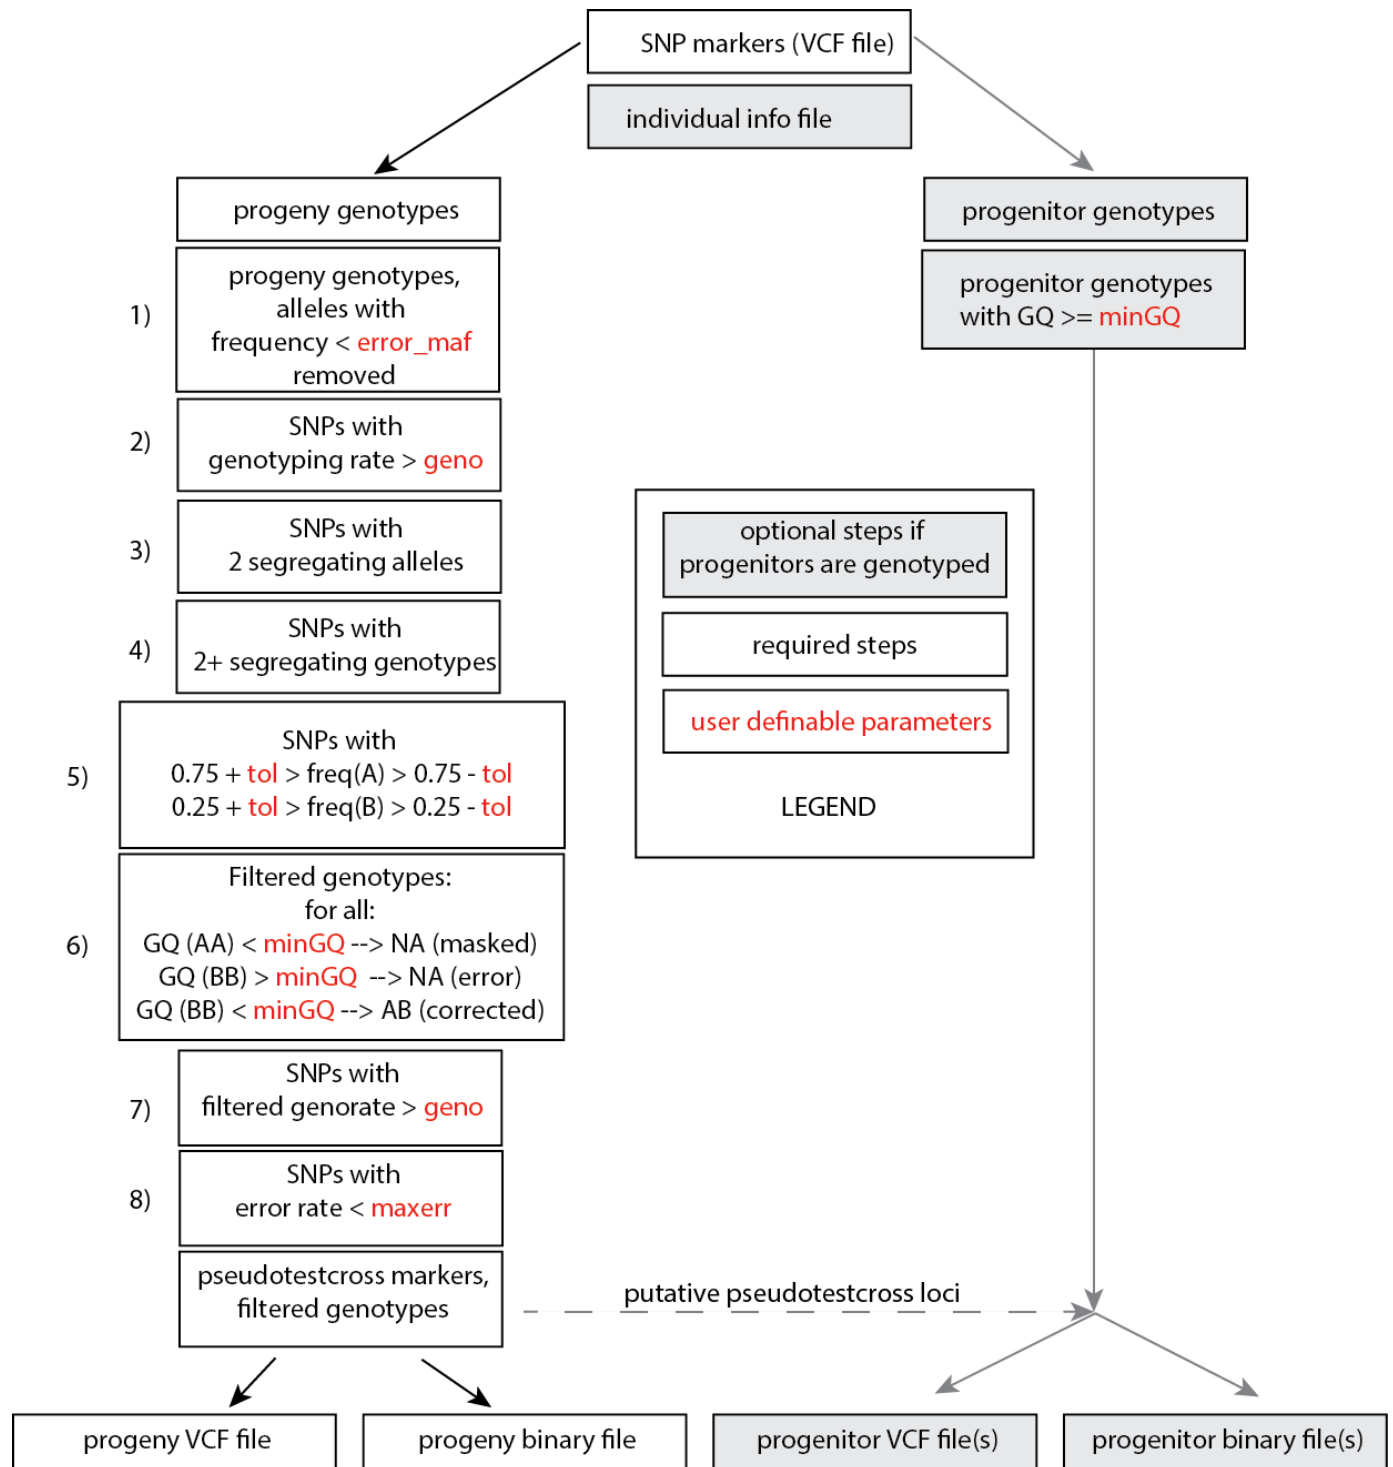 SNP markers (VCF file)
individual info file
progeny genotypes
1)
progeny genotypes,
alleles with
frequency < error_maf
removed
2)
SNPs with
genotyping rate > geno
3)
SNPs with
2 segregating alleles
4)
SNPs with
2+ segregating genotypes
5)
SNPs with
0.75 + tol > freq(A) > 0.75 - tol
0.25 + tol > freq(B) > 0.25 - tol
6)
Filtered genotypes:
for all:
GQ (AA) < minGQ --> NA (masked)
GQ (BB) > minGQ --> NA (error)
GQ (BB) < minGQ --> AB (corrected)
7)
SNPs with
filtered genorate > geno
8)
SNPs with
error rate < maxerr
pseudotestcross markers,
filtered genotypes
progenitor genotypes
progenitor genotypes
with GQ >= minGQ
optional steps if
progenitors are genotyped
required steps
user definable parameters
LEGEND
putative pseudotestcross loci
progeny VCF file
progeny binary file
progenitor VCF file(s)
progenitor binary file(s)